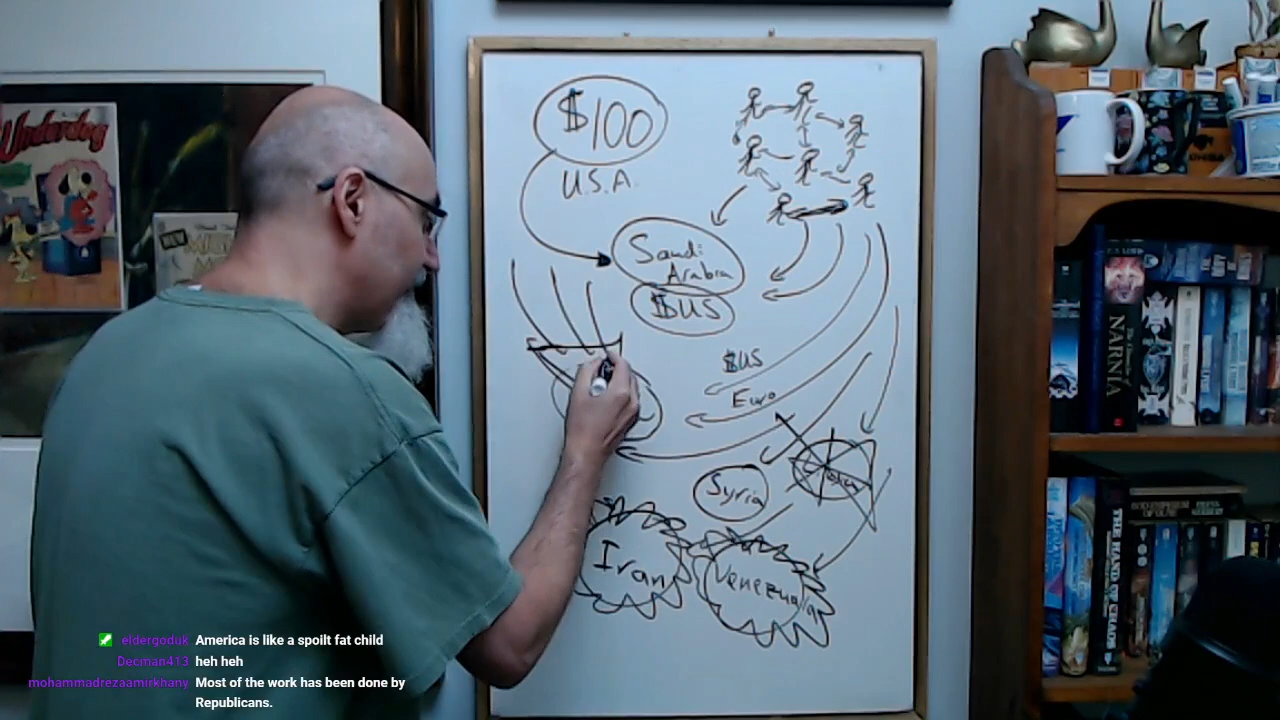 $100
U.S.A.
Saudi
Arabia
$US
$US
Euro
Syria
Iran
Venezuala
Underdog
NARNIA
THE HAND OF CHAOS
eldergoduk America is like a spoilt fat child
Decman413 heh heh
mohammadrezaamirkhany Most of the work has been done by
Republicans.